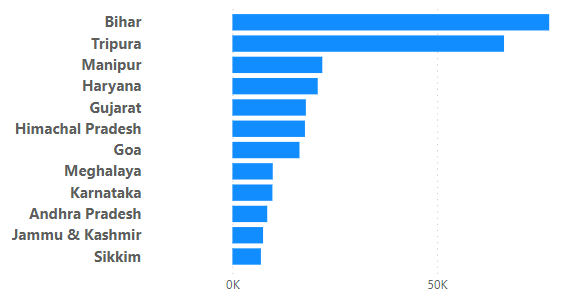 Bihar
Tripura
Manipur
Haryana
Gujarat
Himachal Pradesh
Goa
Meghalaya
Karnataka
Andhra Pradesh
Jammu & Kashmir
Sikkim
0K 50K